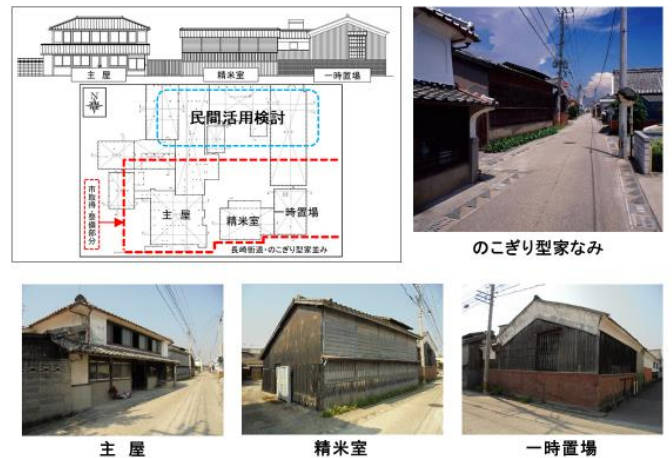 主 屋
精米室
一時置場
N
民間活用検討
市取得・整備部分
主 屋
精米室
一時置場
長崎街道・のこぎり型家並み
のこぎり型家なみ
主 屋
精米室
一時置場